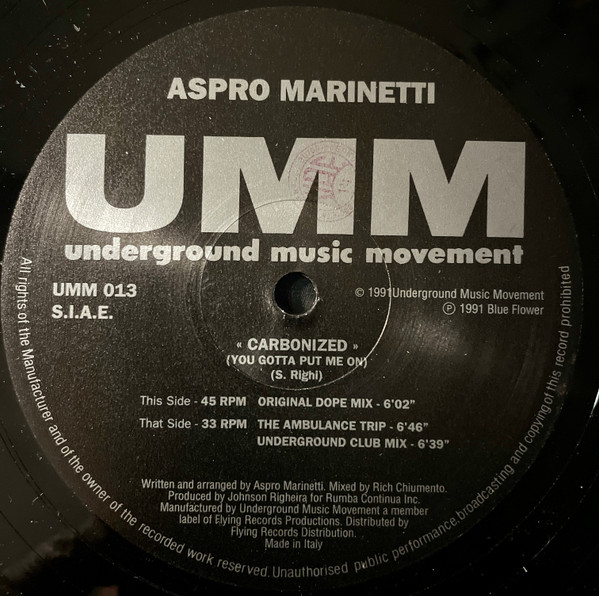 ASPRO MARINETTI
UMM
underground music movement
UMM 013
S.I.A.E.
© 1991Underground Music Movement
℗ 1991 Blue Flower
« CARBONIZED »
(YOU GOTTA PUT ME ON)
(S. Righi)
This Side - 45 RPM ORIGINAL DOPE MIX - 6'02"
That Side - 33 RPM THE AMBULANCE TRIP - 6'46"
UNDERGROUND CLUB MIX - 6'39"
Written and arranged by Aspro Marinetti. Mixed by Rich Chiumento.
Produced by Johnson Righeira for Rumba Continua Inc.
Manufactured by Underground Music Movement a member
label of Flying Records Productions. Distributed by
Flying Records Distribution.
Made in Italy
All rights of the Manufacturer and of the owner of the recorded work reserved. Unauthorised public performance, broadcasting and copying of this record prohibited